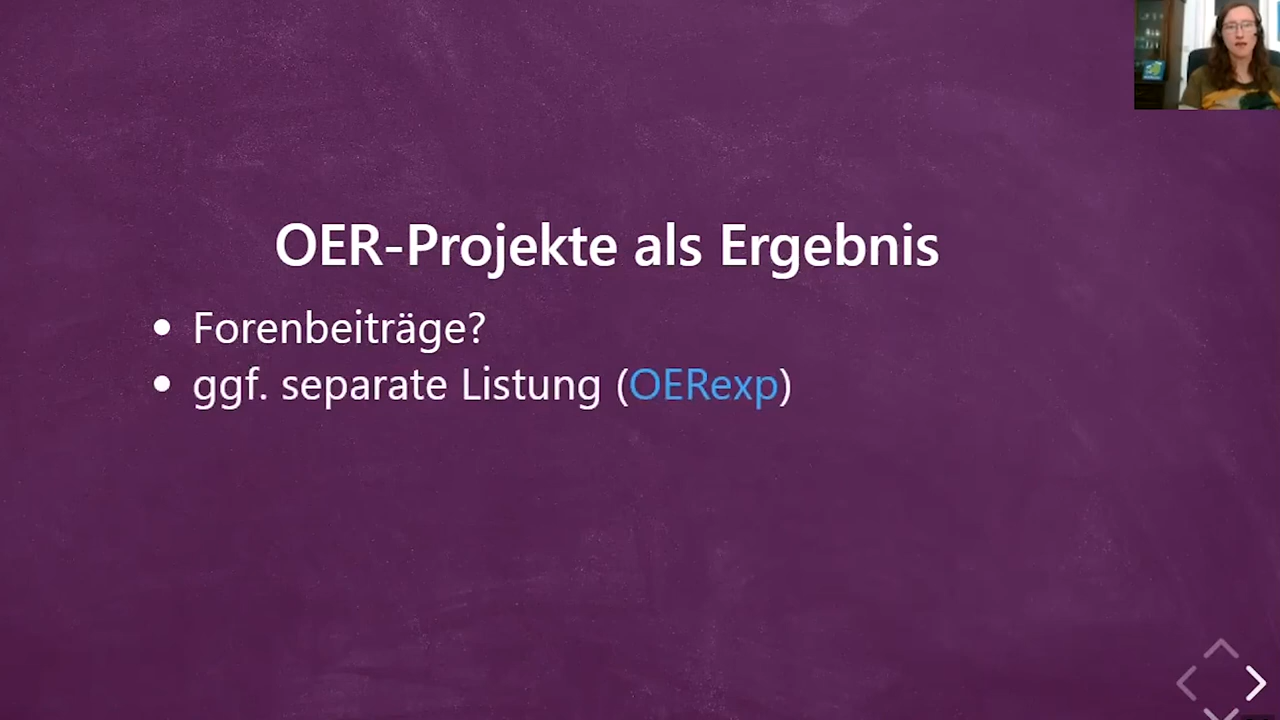 OER-Projekte als Ergebnis
• Forenbeiträge?
• ggf. separate Listung (OERexp)